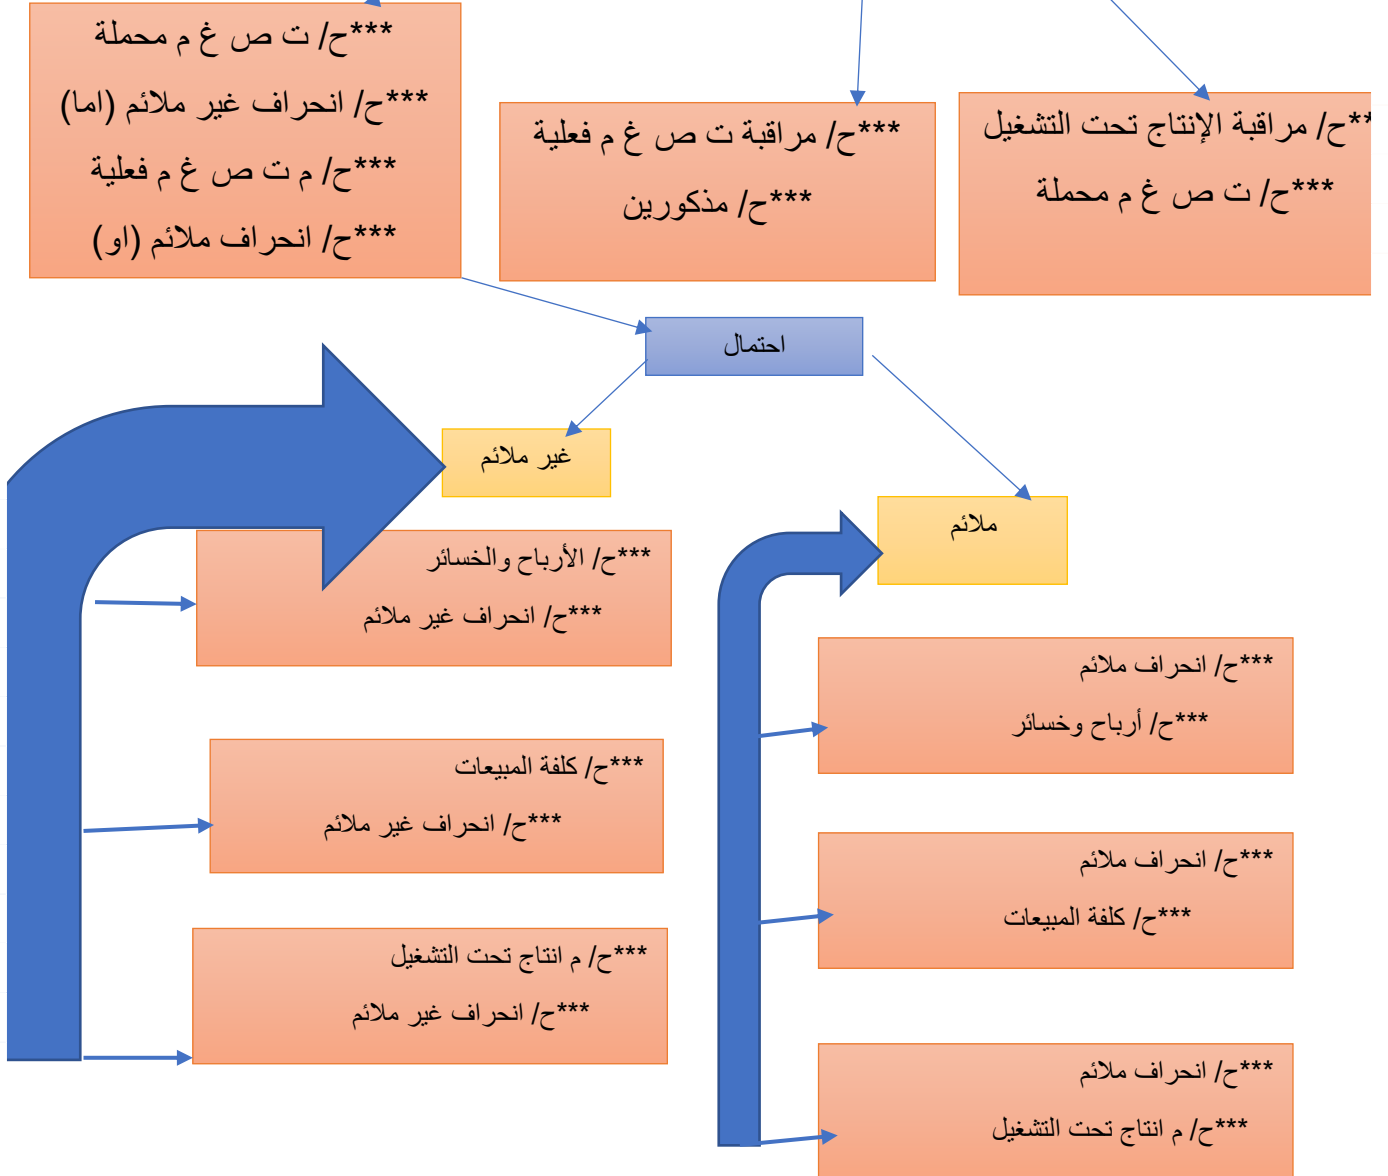 **ح/ مراقبة الإنتاج تحت التشغيل
***ح/ ت ص غ م محملة
***ح/ مراقبة ت ص غ م فعلية
***ح/ مذكورين
***ح/ ت ص غ م محملة
***ح/ انحراف غير ملائم (اما)
***ح/ م ت ص غ م فعلية
***ح/ انحراف ملائم (او)
احتمال
ملائم
***ح/ انحراف ملائم
***ح/ أرباح وخسائر
***ح/ انحراف ملائم
***ح/ كلفة المبيعات
***ح/ انحراف ملائم
***ح/ م انتاج تحت التشغيل
غير ملائم
***ح/ الأرباح والخسائر
***ح/ انحراف غير ملائم
***ح/ كلفة المبيعات
***ح/ انحراف غير ملائم
***ح/ م انتاج تحت التشغيل
***ح/ انحراف غير ملائم